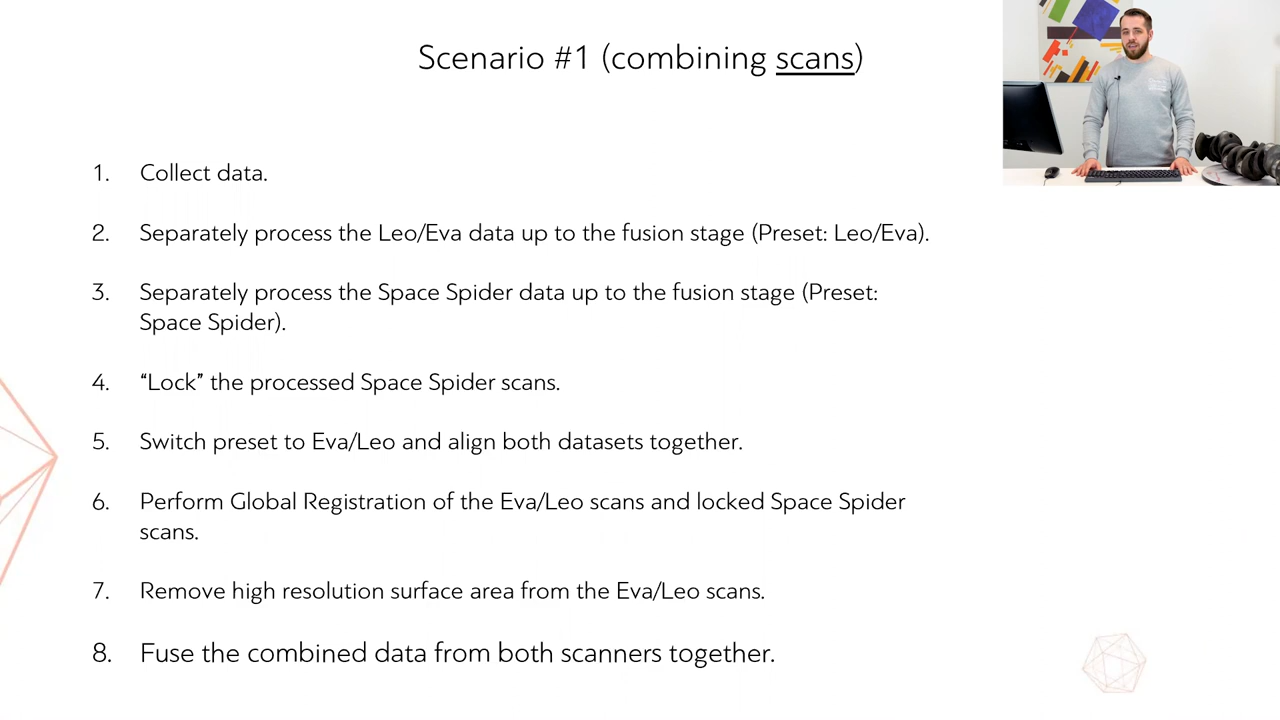 Scenario #1 (combining scans)
1. Collect data.
2. Separately process the Leo/Eva data up to the fusion stage (Preset: Leo/Eva).
3. Separately process the Space Spider data up to the fusion stage (Preset:
Space Spider).
4. “Lock” the processed Space Spider scans.
5. Switch preset to Eva/Leo and align both datasets together.
6. Perform Global Registration of the Eva/Leo scans and locked Space Spider
scans.
7. Remove high resolution surface area from the Eva/Leo scans.
8. Fuse the combined data from both scanners together.